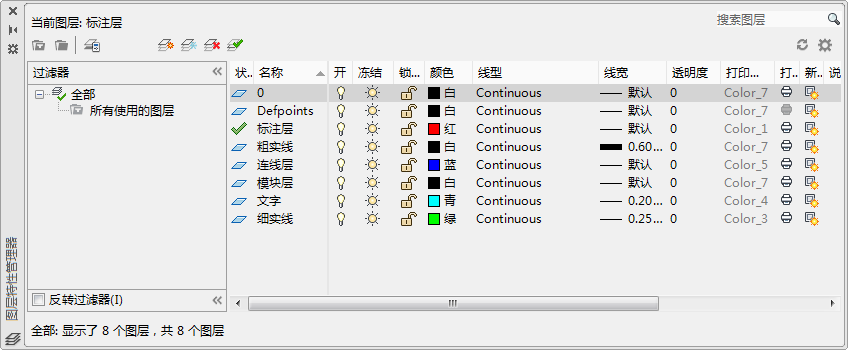 当前图层: 标注层
搜索图层
过滤器
全部
所有使用的图层
反转过滤器(I)
状.. 名称 开 冻结 锁... 颜色 线型 线宽 透明度 打印... 打.. 新.. 说
0 白 Continuous 默认 0 Color_7
Defpoints 白 Continuous 默认 0 Color_7
标注层 红 Continuous 默认 0 Color_1
粗实线 白 Continuous 0.60... 0 Color_7
连线层 蓝 Continuous 默认 0 Color_5
模块层 白 Continuous 默认 0 Color_7
文字 青 Continuous 0.20... 0 Color_4
细实线 绿 Continuous 0.25... 0 Color_3
全部: 显示了 8 个图层，共 8 个图层
图层特性管理器